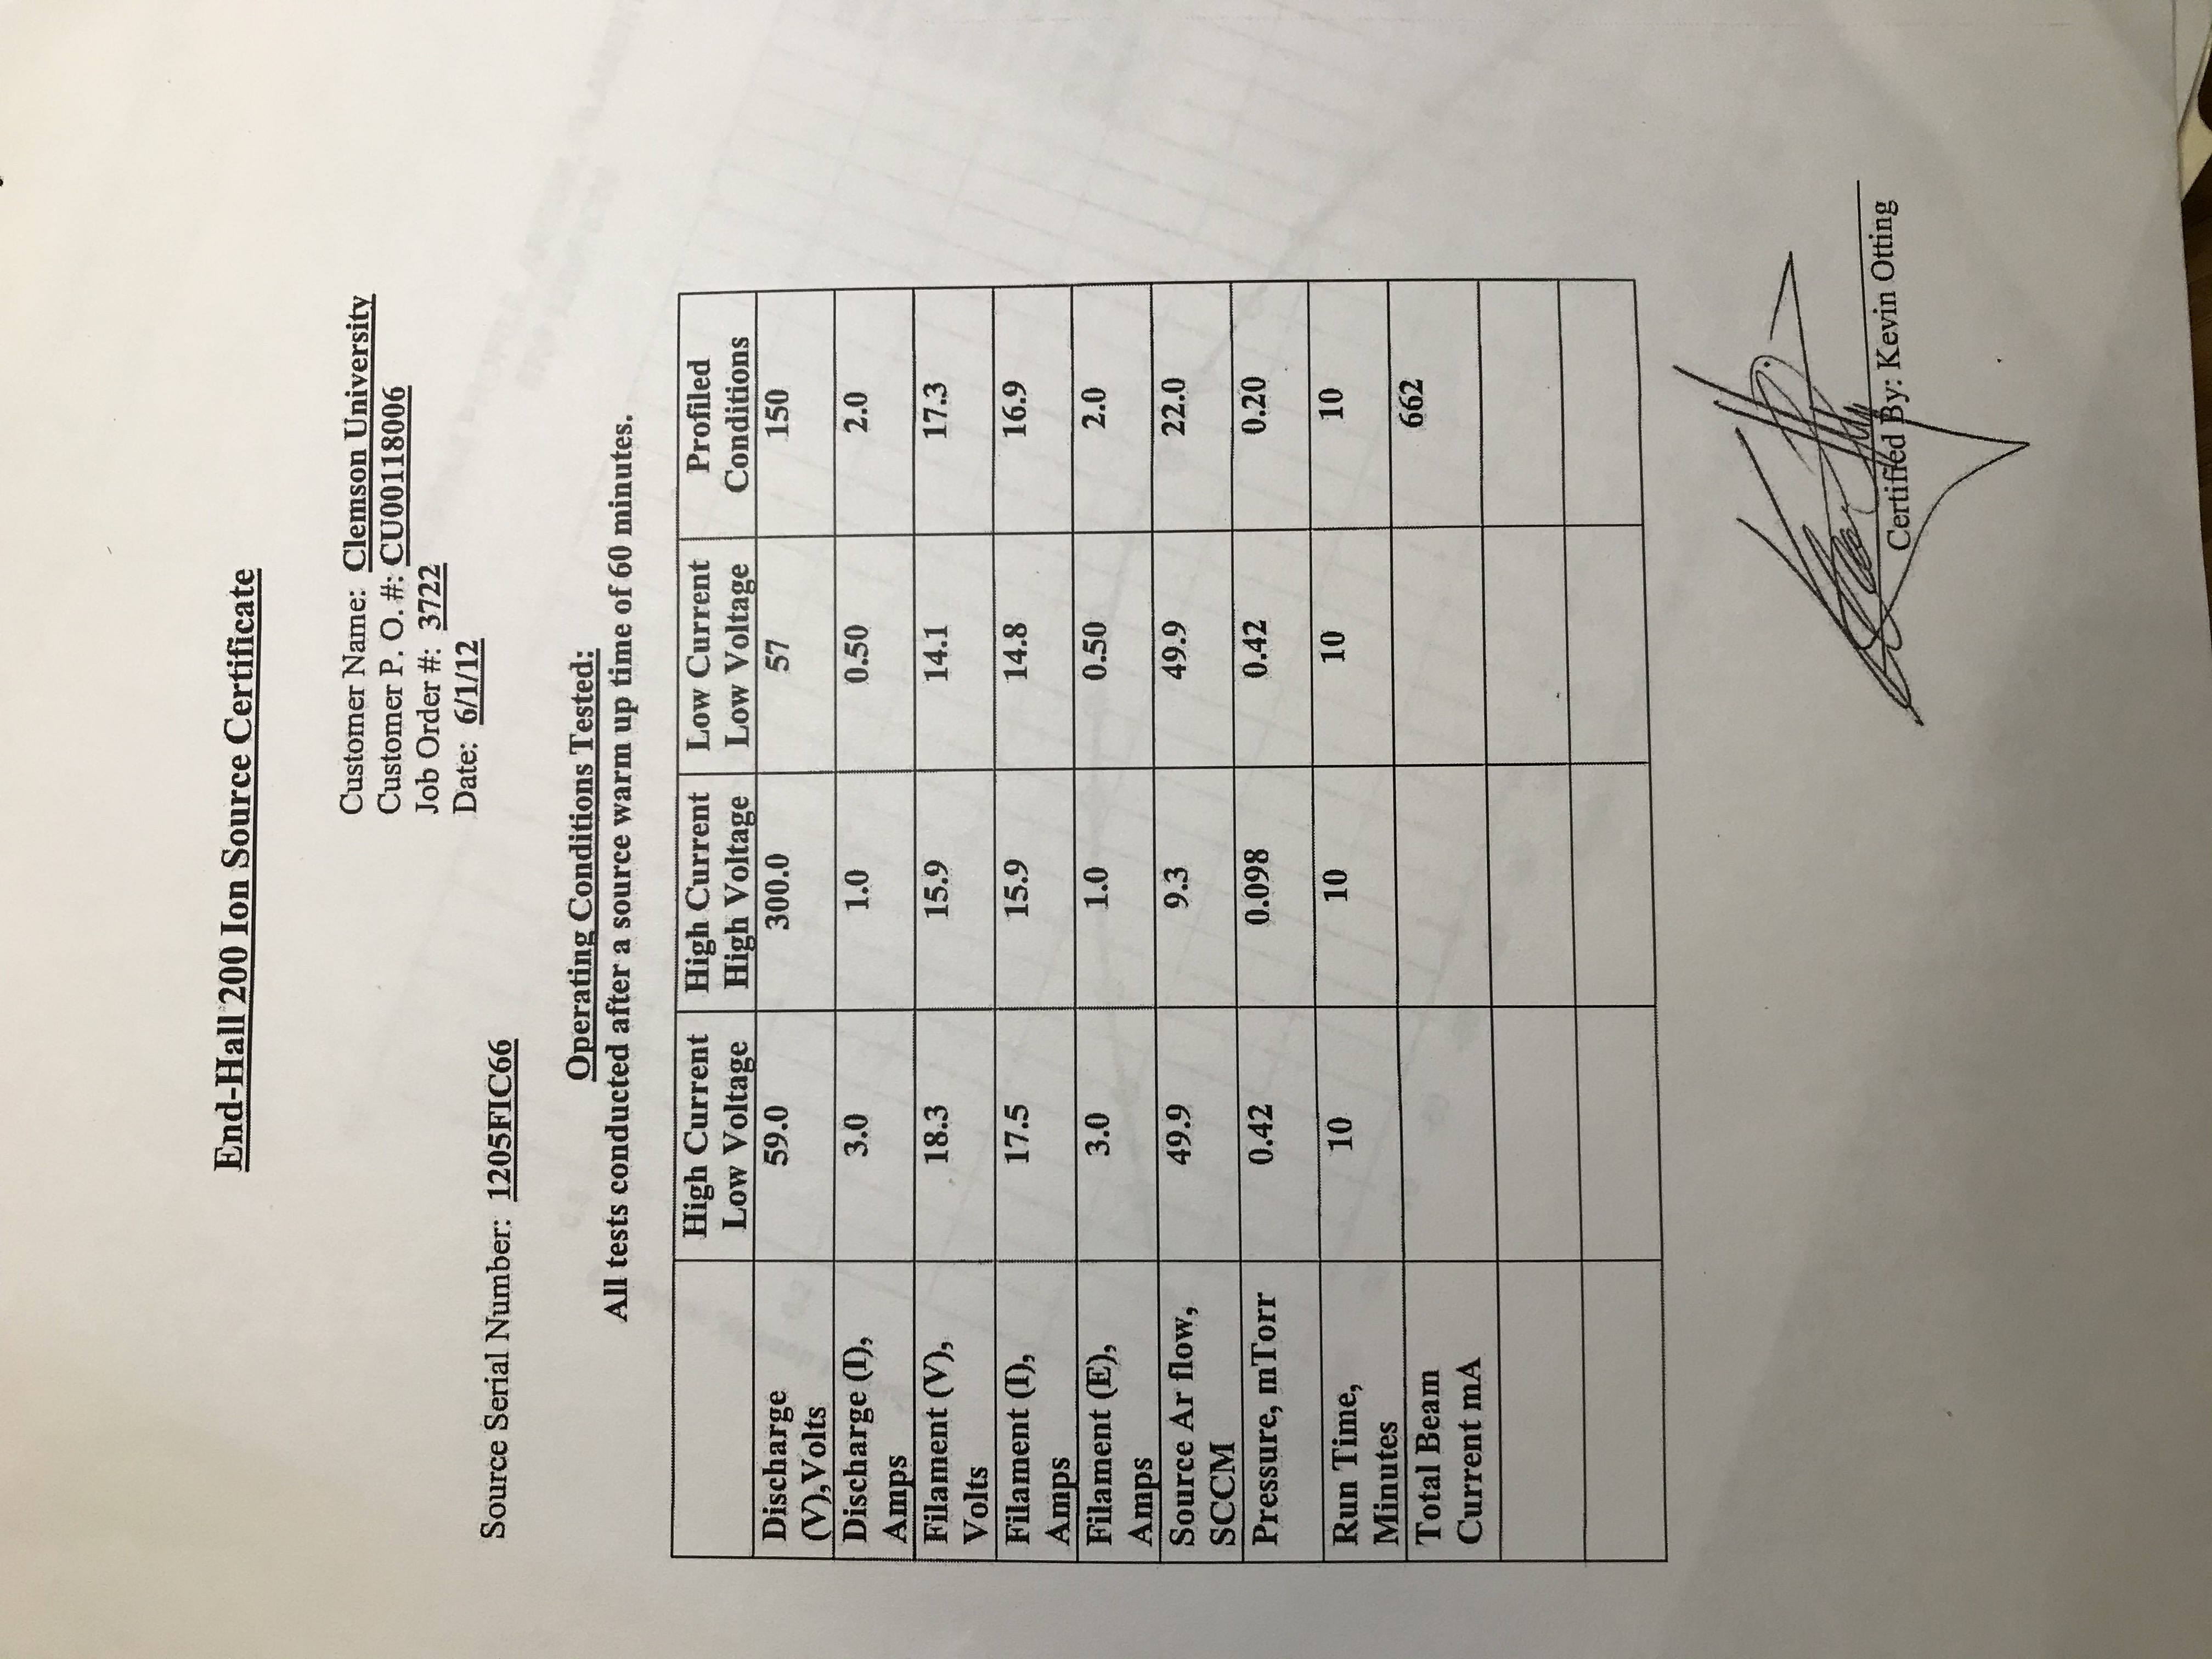 End-Hall 200 Ion Source Certificate
Customer Name: Clemson University
Customer P. O. #: CU00118006
Job Order #: 3722
Date: 6/1/12
Source Serial Number: 1205FIC66
Operating Conditions Tested:
All tests conducted after a source warm up time of 60 minutes.
High Current Low Voltage | High Current High Voltage | Low Current Low Voltage | Profiled Conditions
Discharge (V),Volts | 59.0 | 300.0 | 57 | 150
Discharge (I), Amps | 3.0 | 1.0 | 0.50 | 2.0
Filament (V), Volts | 18.3 | 15.9 | 14.1 | 17.3
Filament (I), Amps | 17.5 | 15.9 | 14.8 | 16.9
Filament (E), Amps | 3.0 | 1.0 | 0.50 | 2.0
Source Ar flow, SCCM | 49.9 | 9.3 | 49.9 | 22.0
Pressure, mTorr | 0.42 | 0.098 | 0.42 | 0.20
Run Time, Minutes | 10 | 10 | 10 | 10
Total Beam Current mA | 662
Certified By: Kevin Otting